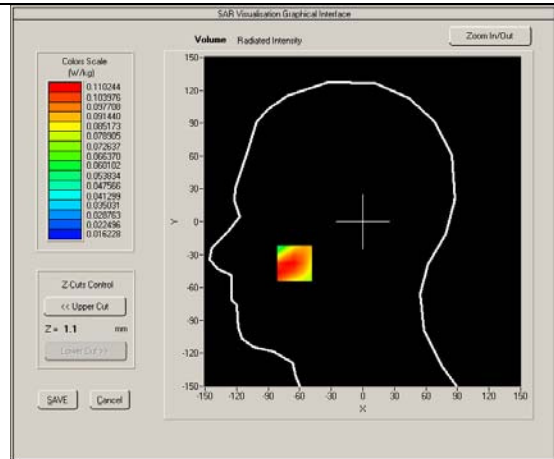 SAR Visualisation Graphical Interface
Volume Radiated Intensity
Zoom In/Out
Colors Scale
(W/kg)
0.110244
0.103976
0.097708
0.091440
0.085173
0.078905
0.072637
0.066370
0.060102
0.053834
0.047566
0.041299
0.035031
0.028763
0.022496
0.016228
Z-Cuts Control
<< Upper Cut
Z = 1.1 mm
Lower Cut >>
SAVE Cancel
150
120
90
60
30
0
-30
-60
-90
-120
-150
Y
-150 -120 -90 -60 -30 0 30 60 90 120 150
X